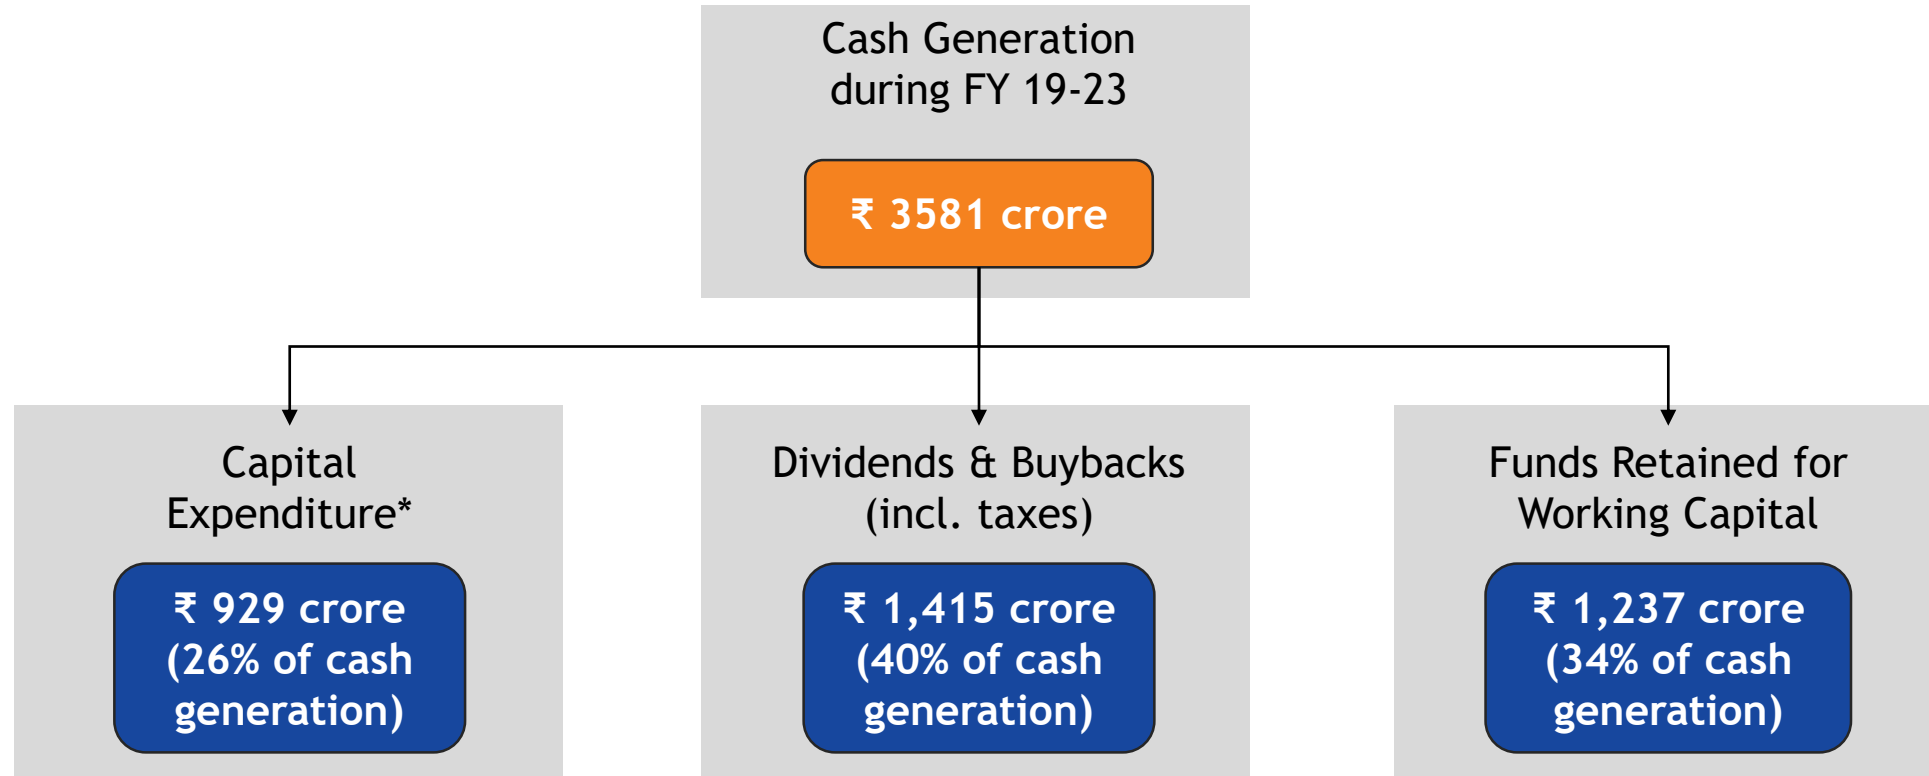 Cash Generation
during FY 19-23
₹ 3581 crore
Capital
Expenditure*
₹ 929 crore
(26% of cash
generation)
Dividends & Buybacks
(incl. taxes)
₹ 1,415 crore
(40% of cash
generation)
Funds Retained for
Working Capital
₹ 1,237 crore
(34% of cash
generation)